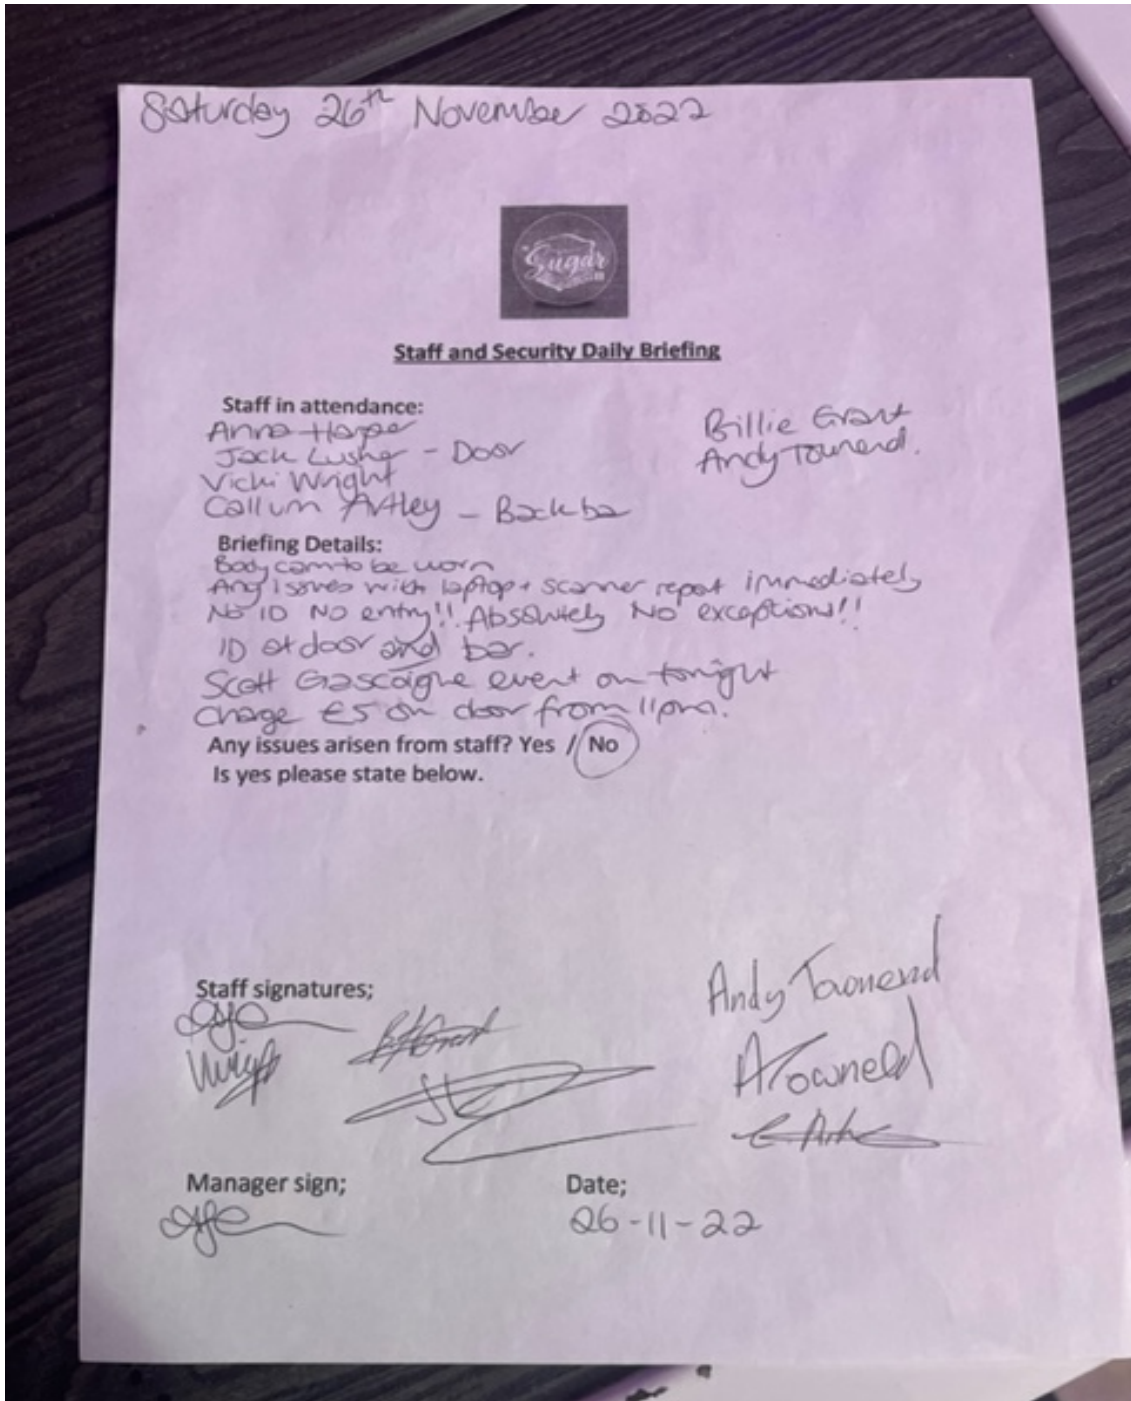 Saturday 26th November 2022
Sugar
Staff and Security Daily Briefing
Staff in attendance:
Anna Harper
Jack Lusher - Door
Vicki Wright
Callum Artley - Back bar
Billie Grant
Andy Townend.
Briefing Details:
Body cam to be worn
Any issues with laptop + scanner report immediately
No ID No entry!! Absolutely No exceptions!!
ID at door and bar.
Scott Gascoigne event on tonight
Charge £5 on door from 11pm.
Any issues arisen from staff? Yes / No
Is yes please state below.
Staff signatures;
Andy Townend
Manager sign;
Date;
26-11-22